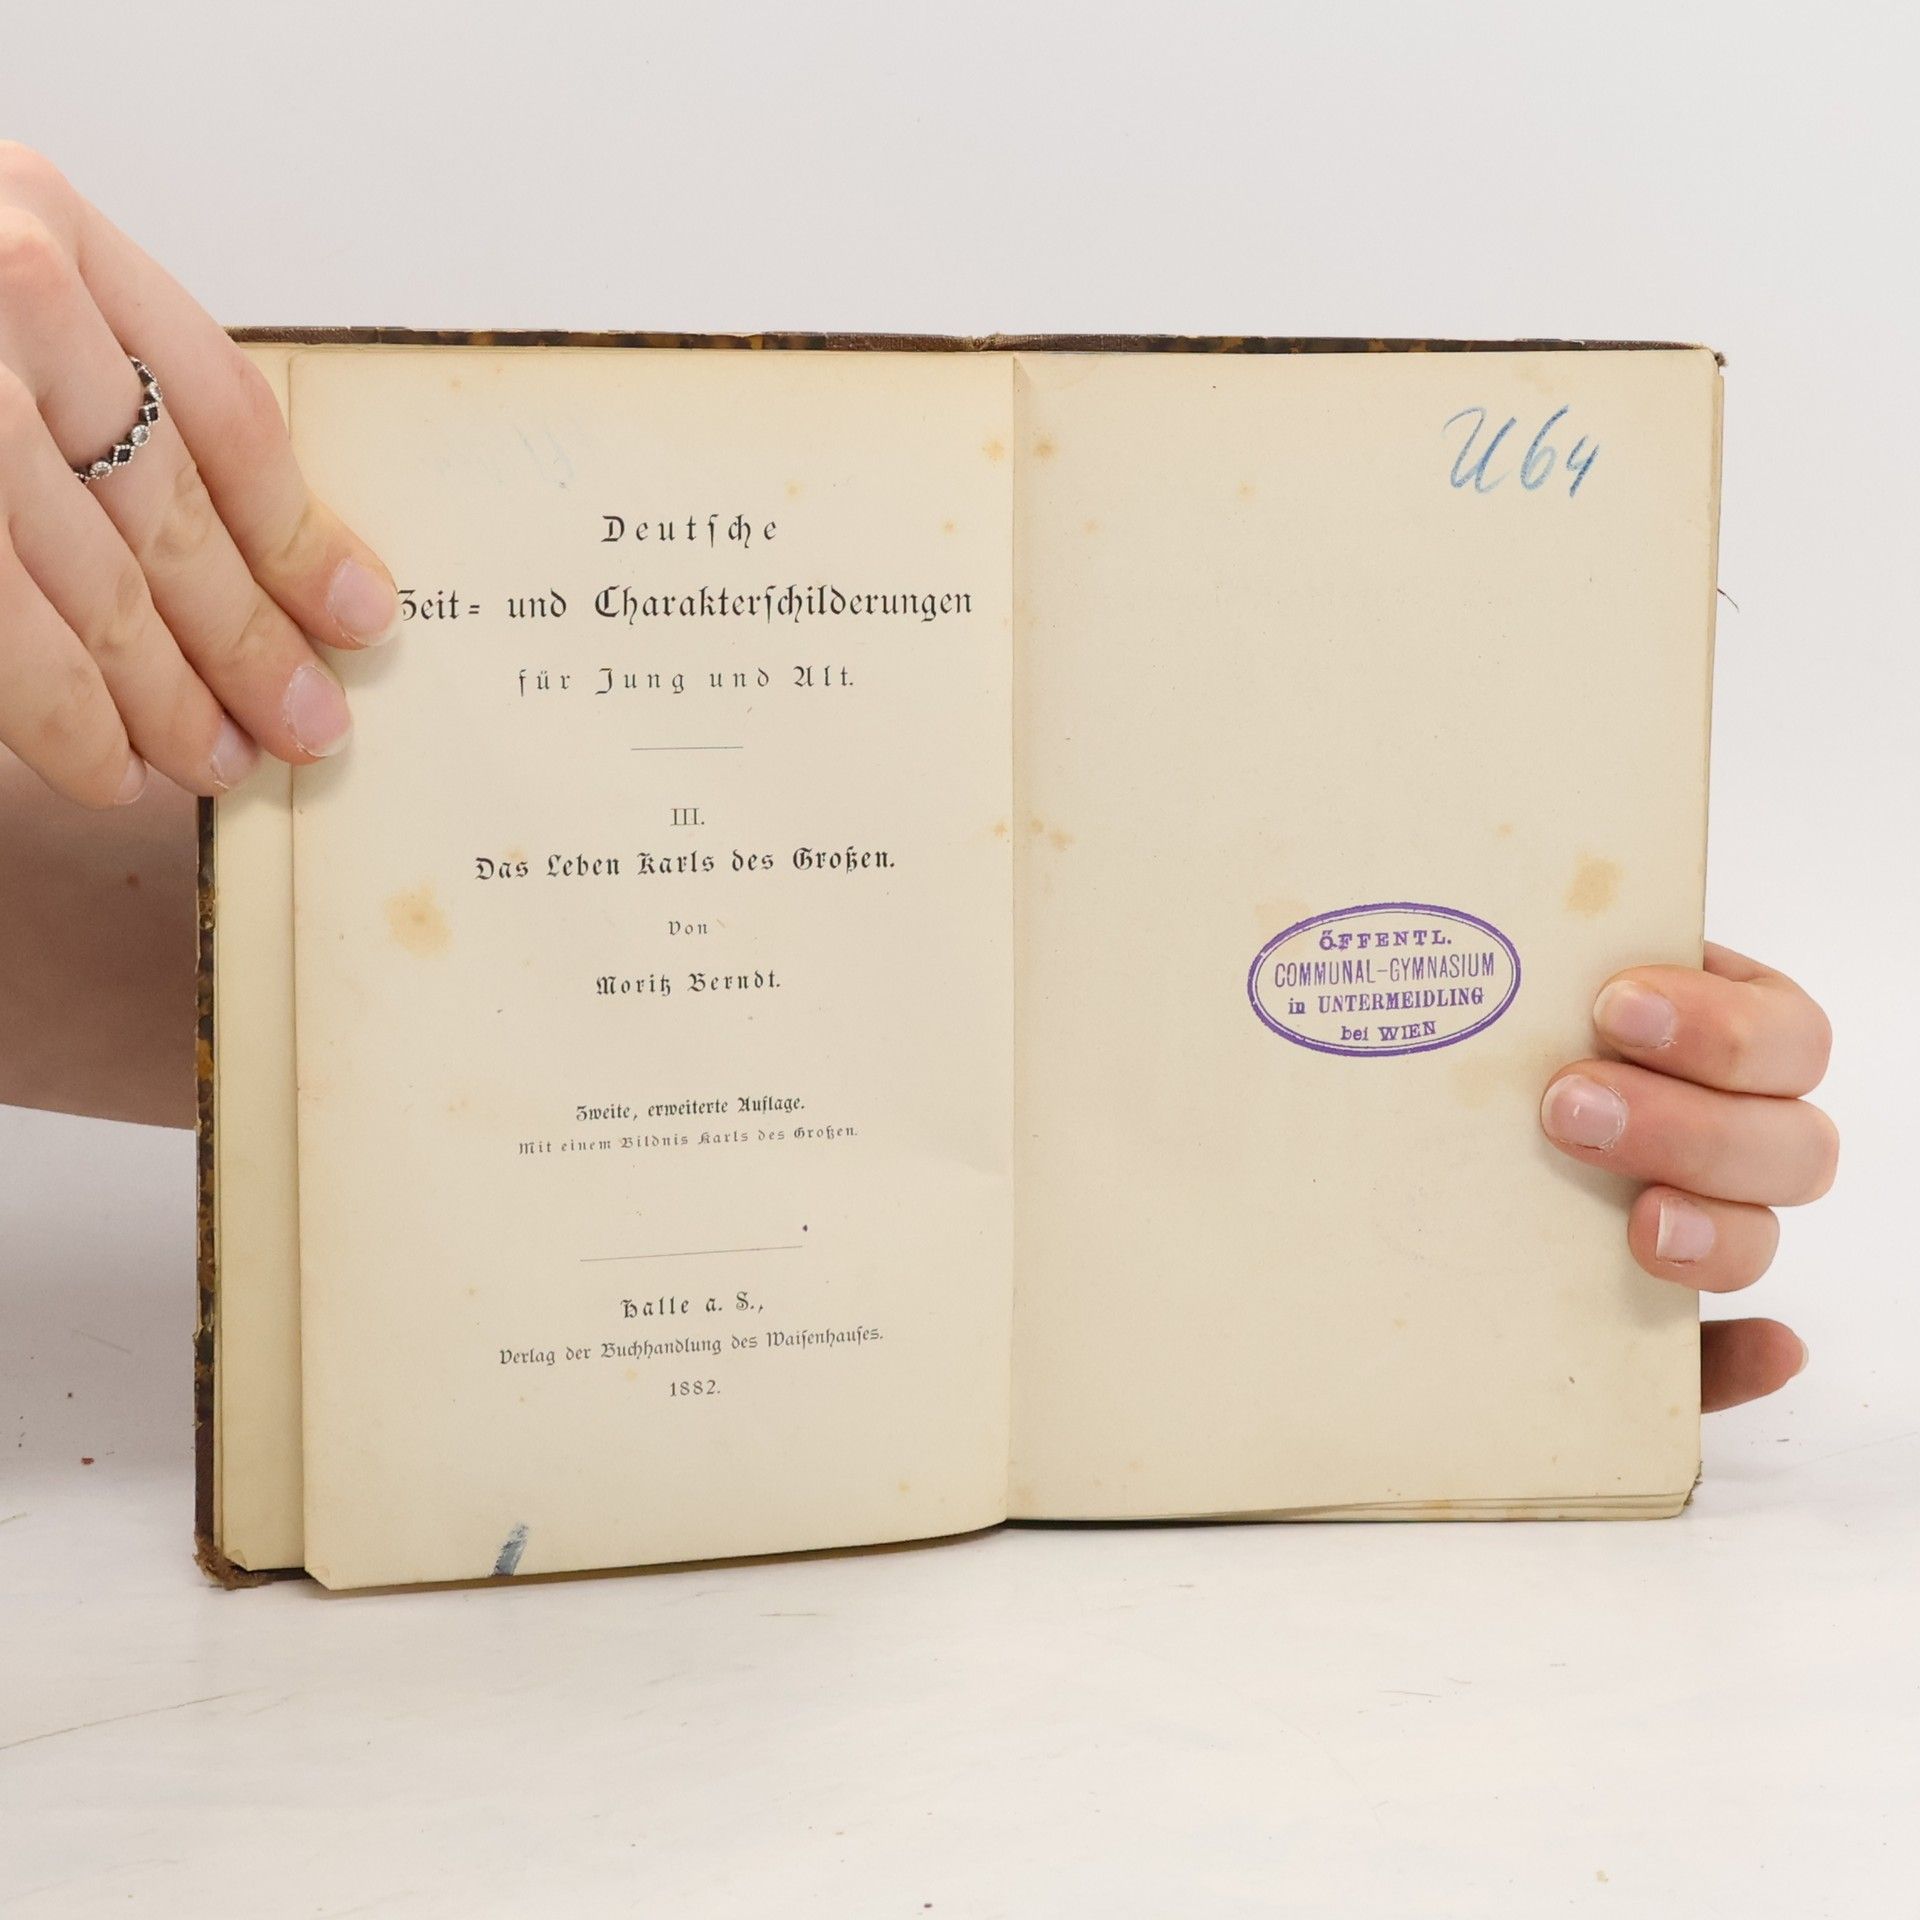 Deutsche
Zeit- und Charakterschilderungen
für Jung und Alt.
III.
Das Leben Karls des Großen.
Von
Moritz Berndt.
Zweite, erweiterte Auflage.
Mit einem Bildnis Karls des Großen.
Halle a. S.,
Verlag der Buchhandlung des Waisenhauses.
1882.
U 64
ÖFFENTL.
COMMUNAL-GYMNASIUM
in UNTERMEIDLING
bei WIEN